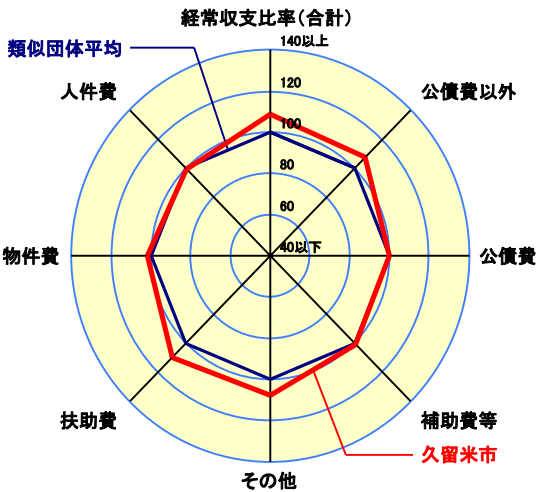 経常収支比率（合計）
140以上
類似団体平均
120
人件費
公債費以外
100
80
60
40以下
物件費
公債費
扶助費
補助費等
久留米市
その他